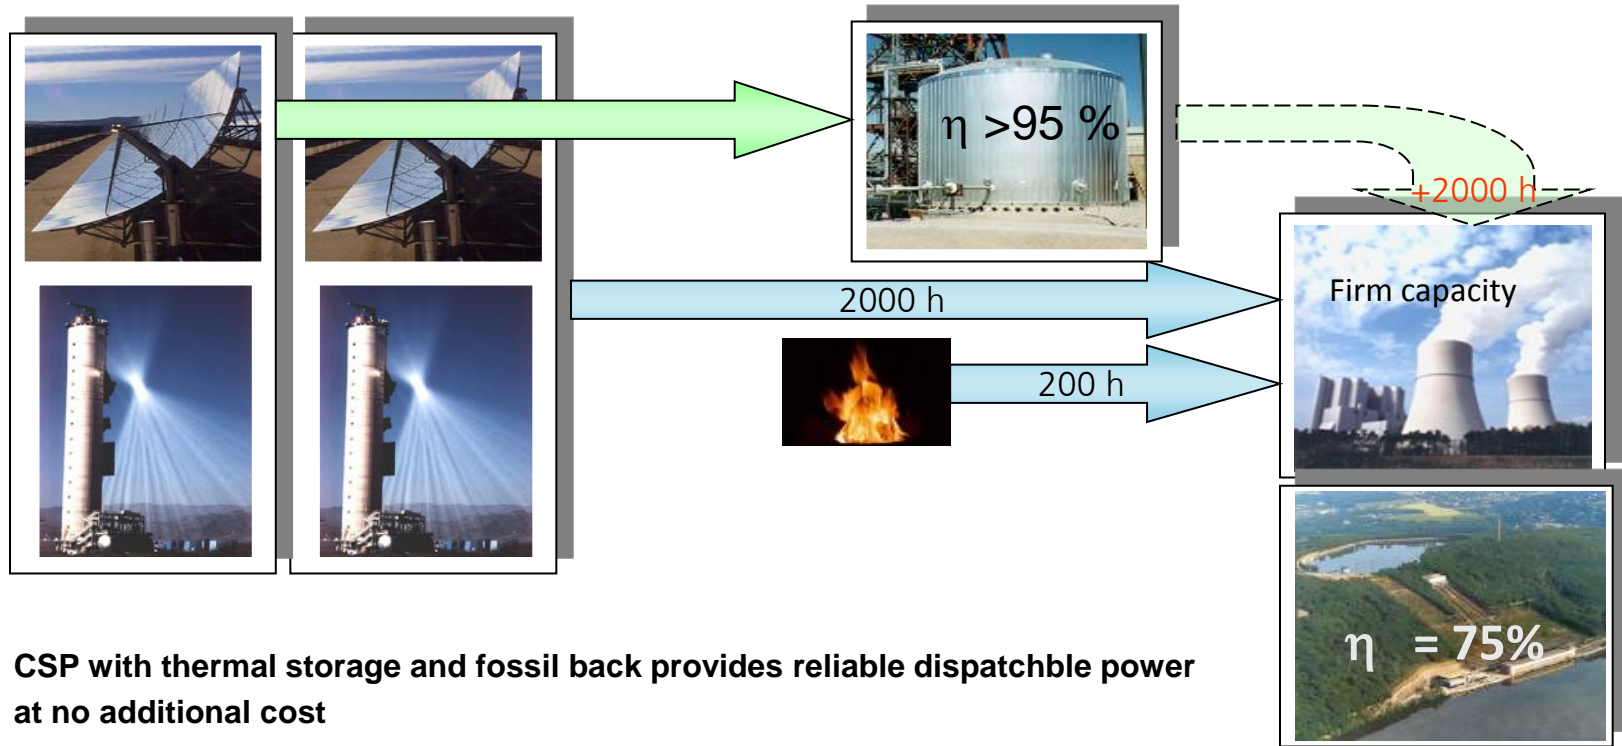 η >95 %
+2000 h
2000 h
Firm capacity
200 h
η = 75%
CSP with thermal storage and fossil back provides reliable dispatchble power
at no additional cost